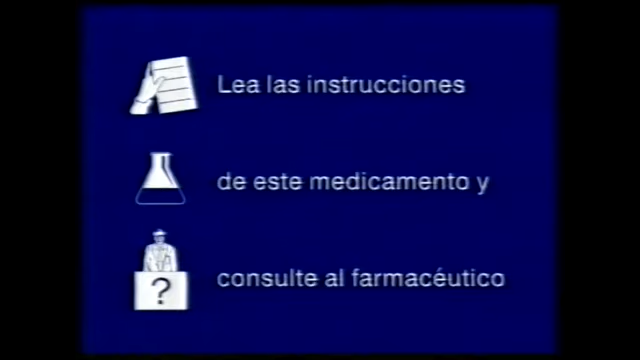 Lea las instrucciones
de este medicamento y
?
consulte al farmacéutico